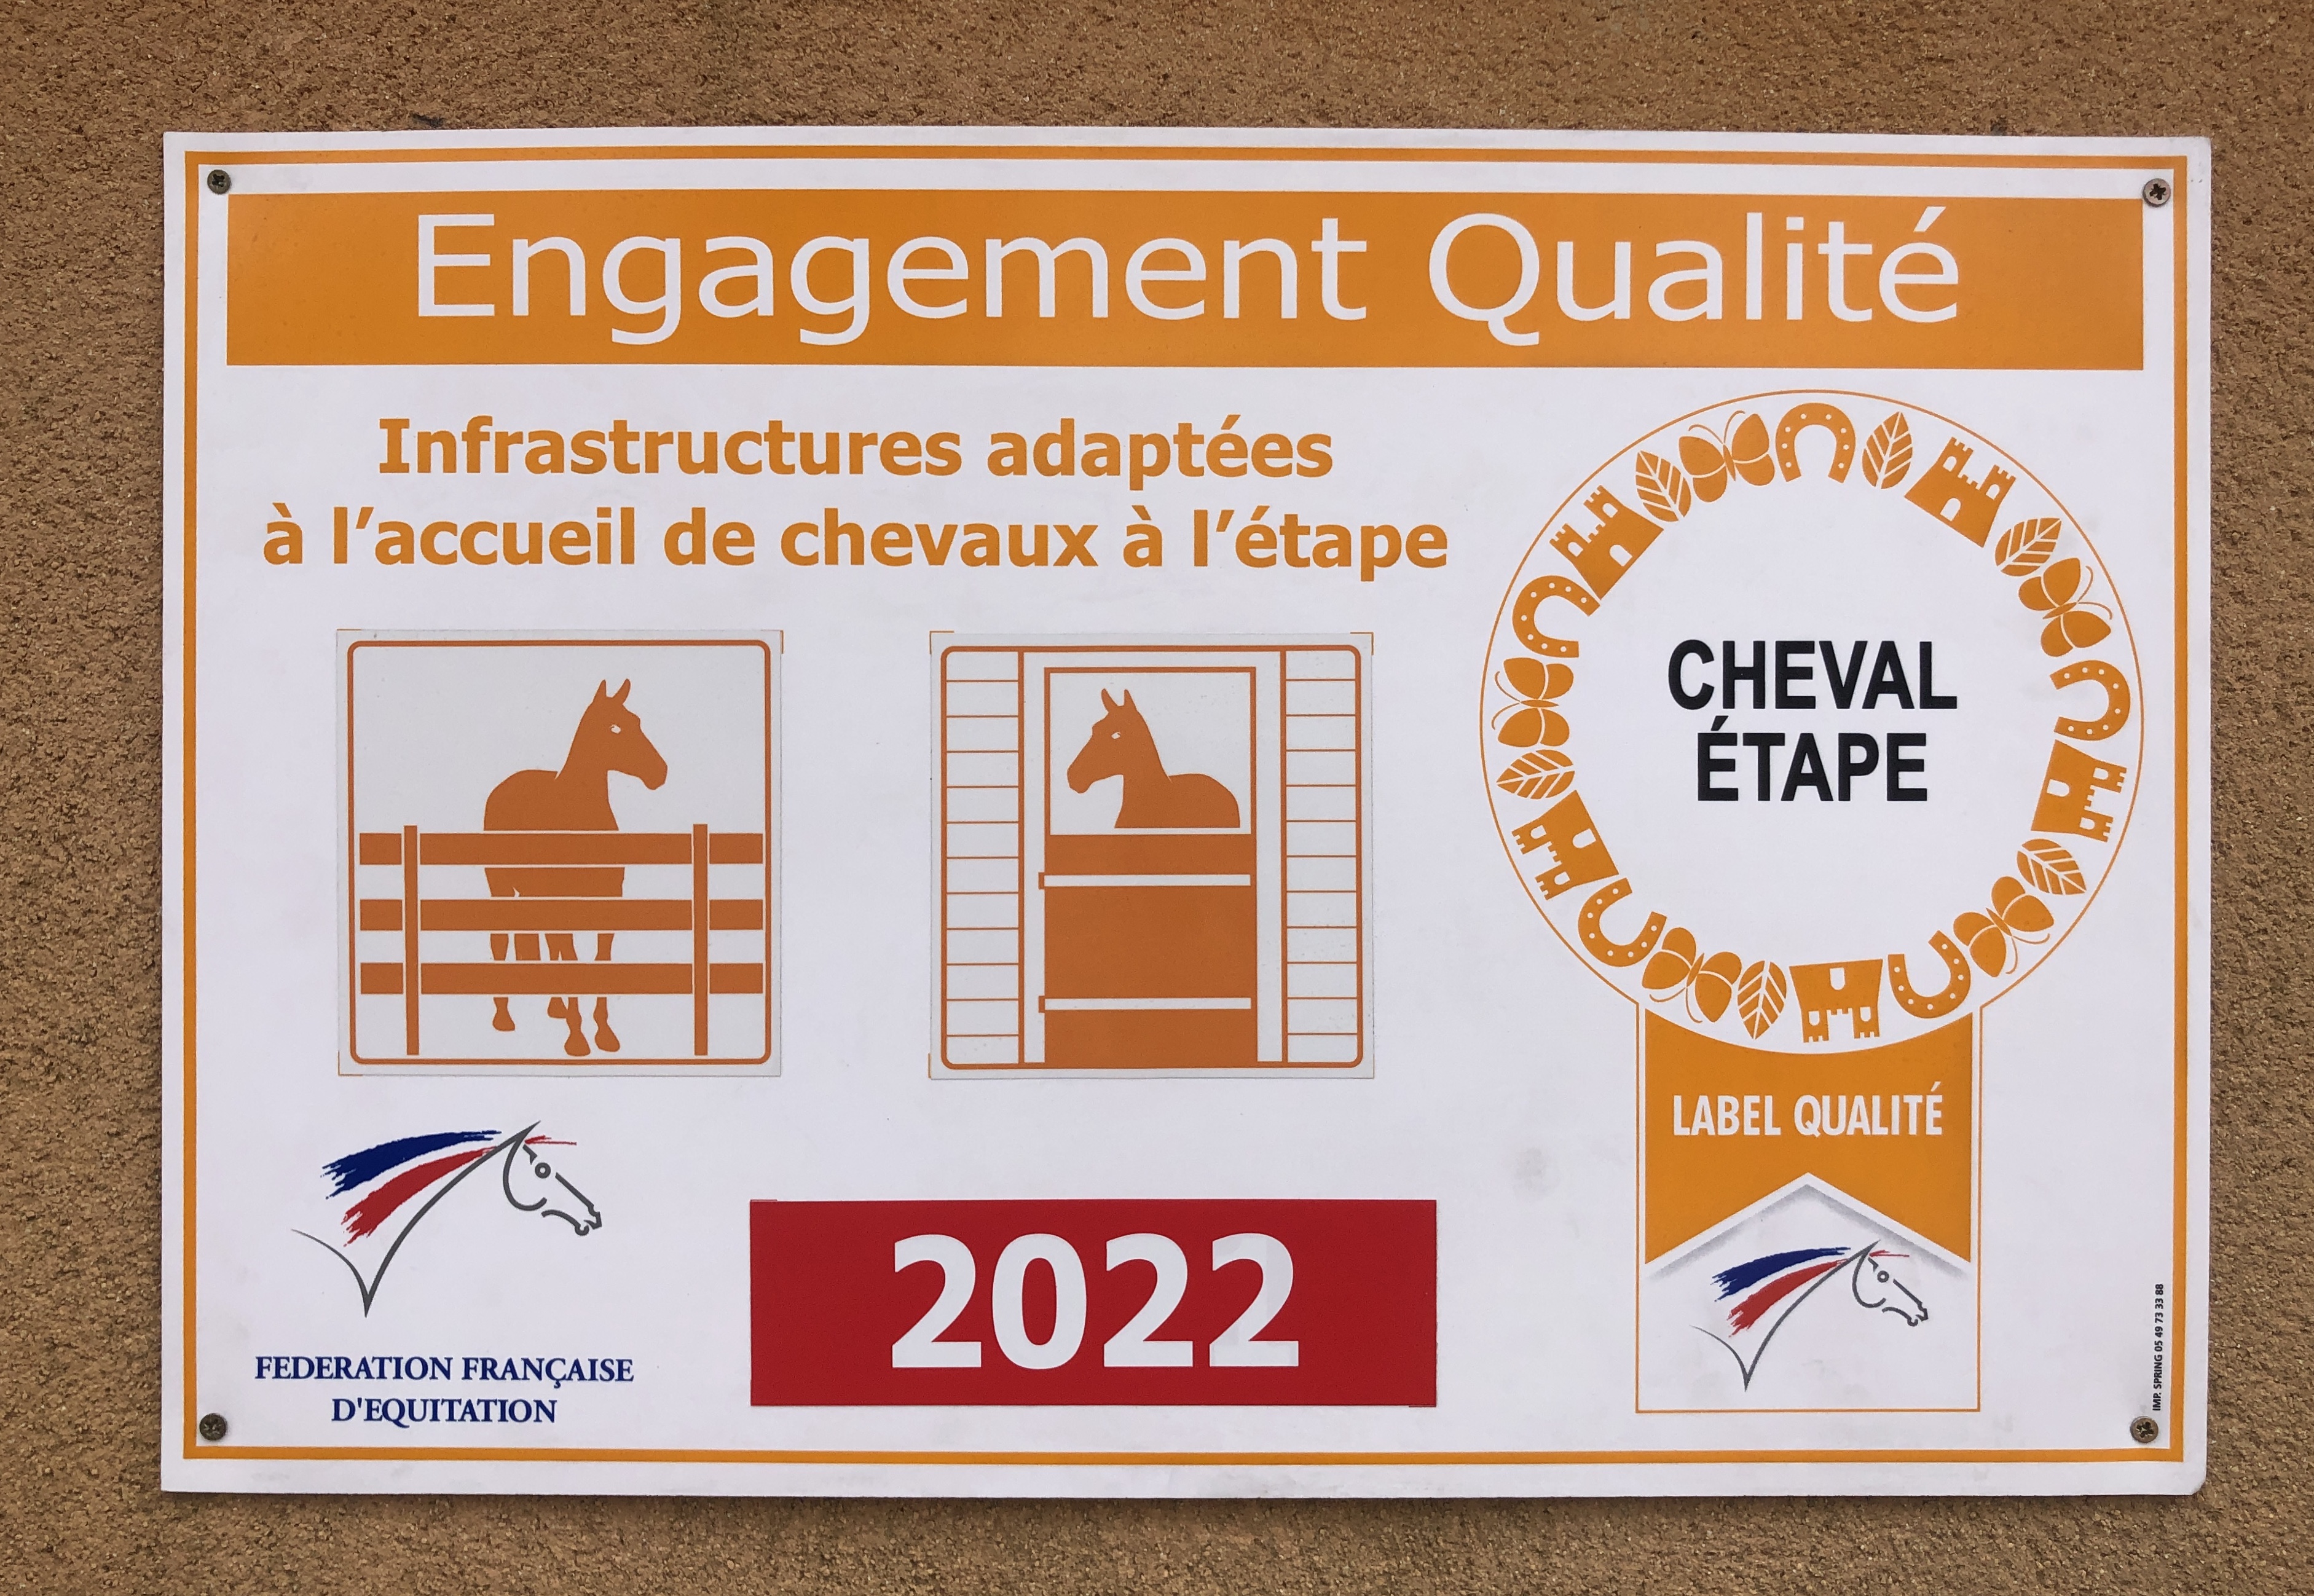 Engagement Qualité
Infrastructures adaptées
à l’accueil de chevaux à l’étape
CHEVAL
ÉTAPE
LABEL QUALITÉ
2022
FEDERATION FRANÇAISE
D'EQUITATION
IMP. SPRING 05 49 73 33 88